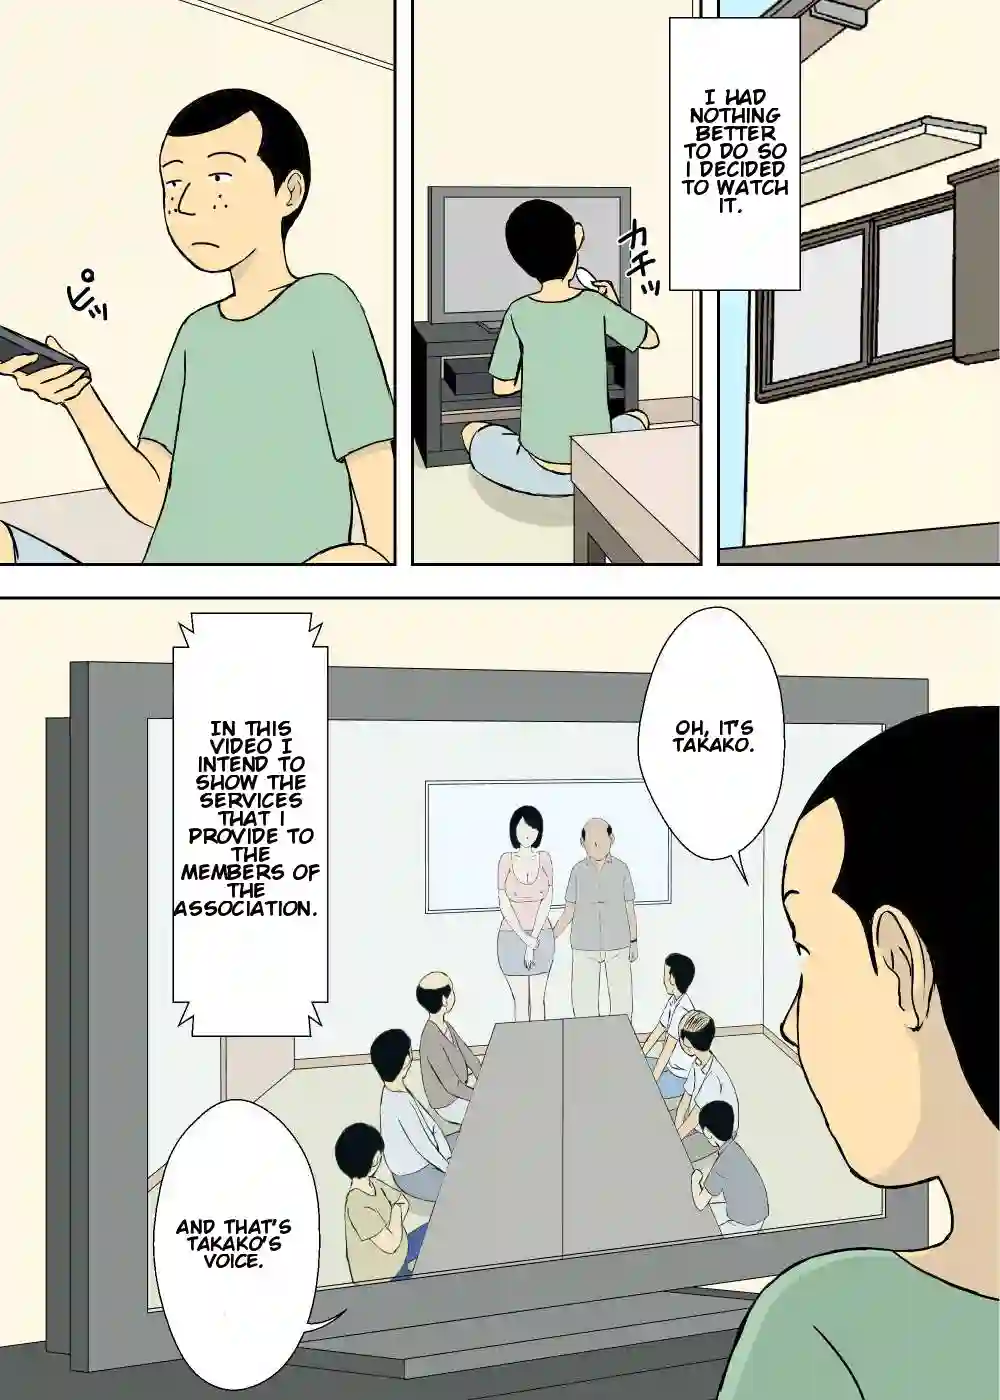 I HAD
NOTHING
BETTER
TO DO SO
I DECIDED
TO WATCH
IT.
カチッ
ピッ
OH, IT'S
TAKAKO.
IN THIS
VIDEO I
INTEND TO
SHOW THE
SERVICES
THAT I
PROVIDE TO
THE
MEMBERS OF
THE
ASSOCIATION.
AND THAT'S
TAKAKO'S
VOICE.